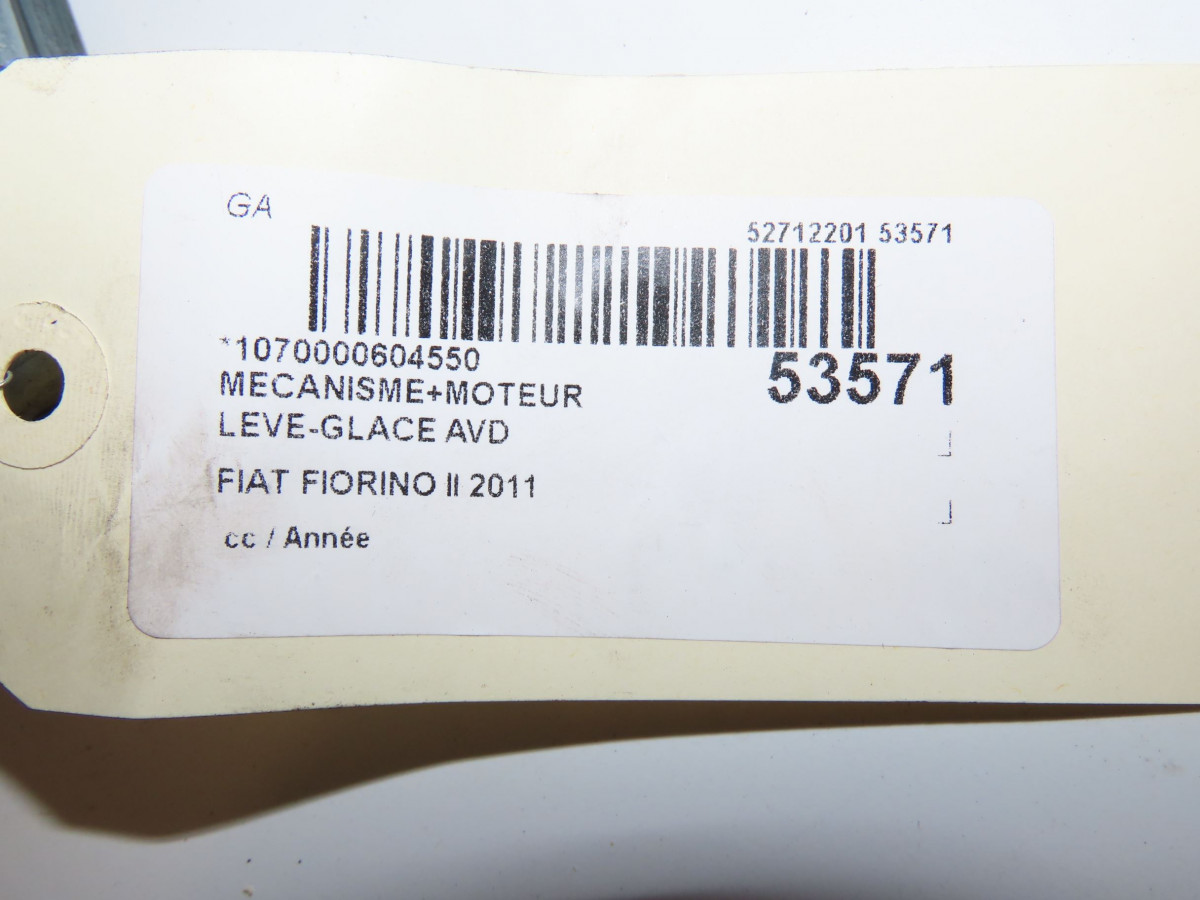 GA
52712201 53571
*1070000604550
53571
MECANISME+MOTEUR
LEVE-GLACE AVD
FIAT FIORINO II 2011
cc / Année